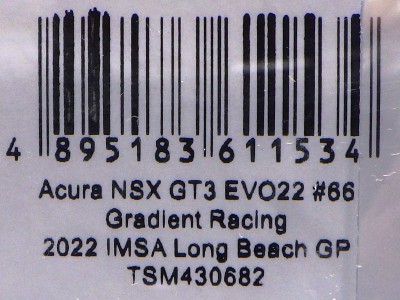 4 895183 611534
Acura NSX GT3 EVO22 #66
Gradient Racing
2022 IMSA Long Beach GP
TSM430682